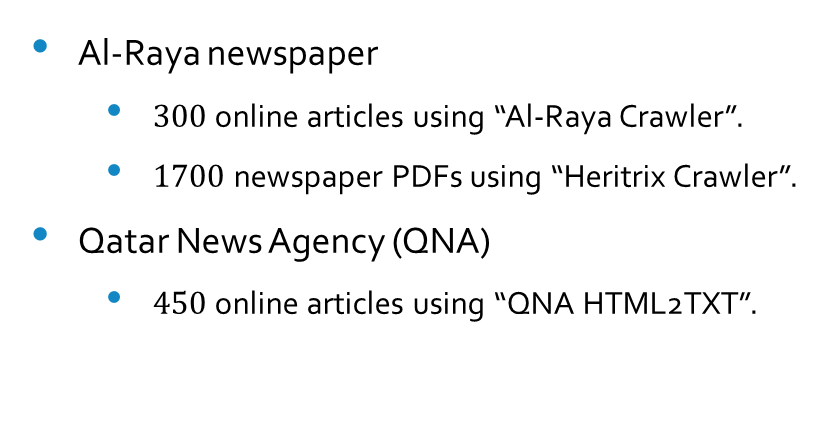 • Al-Raya newspaper
• 300 online articles using “Al-Raya Crawler”.
• 1700 newspaper PDFs using “Heritrix Crawler”.
• Qatar News Agency (QNA)
• 450 online articles using “QNA HTML2TXT”.